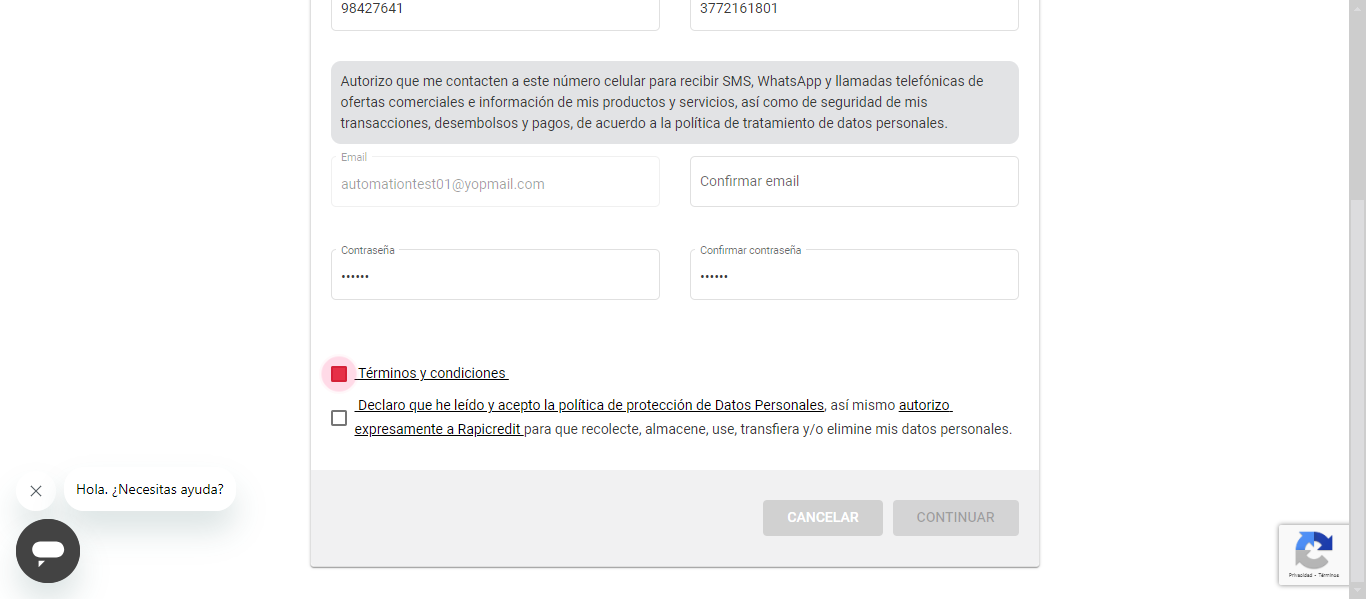 98427641
3772161801
Autorizo que me contacten a este número celular para recibir SMS, WhatsApp y llamadas telefónicas de
ofertas comerciales e información de mis productos y servicios, así como de seguridad de mis
transacciones, desembolsos y pagos, de acuerdo a la política de tratamiento de datos personales.
Email
automationtest01@yopmail.com
Confirmar email
Contraseña
••••••
Confirmar contraseña
••••••
Términos y condiciones
Declaro que he leído y acepto la política de protección de Datos Personales, así mismo autorizo
expresamente a Rapicredit para que recolecte, almacene, use, transfiera y/o elimine mis datos personales.
Hola. ¿Necesitas ayuda?
CANCELAR
CONTINUAR
Privacidad - Términos